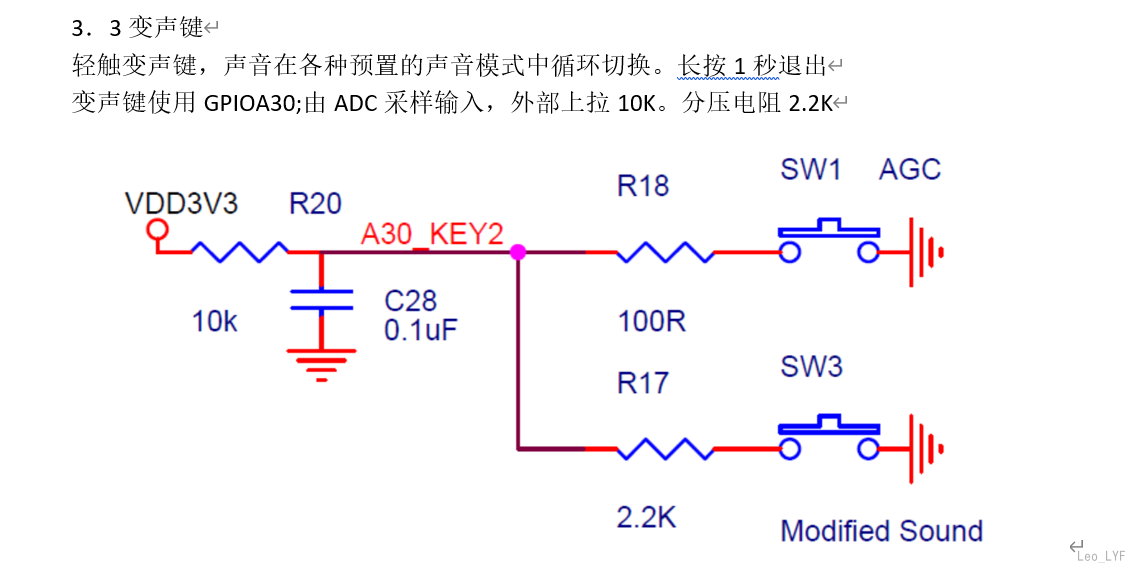 3．3 变声键↵
轻触变声键，声音在各种预置的声音模式中循环切换。长按 1 秒退出↵
变声键使用 GPIOA30;由 ADC 采样输入，外部上拉 10K。分压电阻 2.2K↵
SW1 AGC
R18
VDD3V3 R20
A30_KEY2
C28
0.1uF
10k
100R
SW3
R17
2.2K
Modified Sound
↵
Leo_LYF